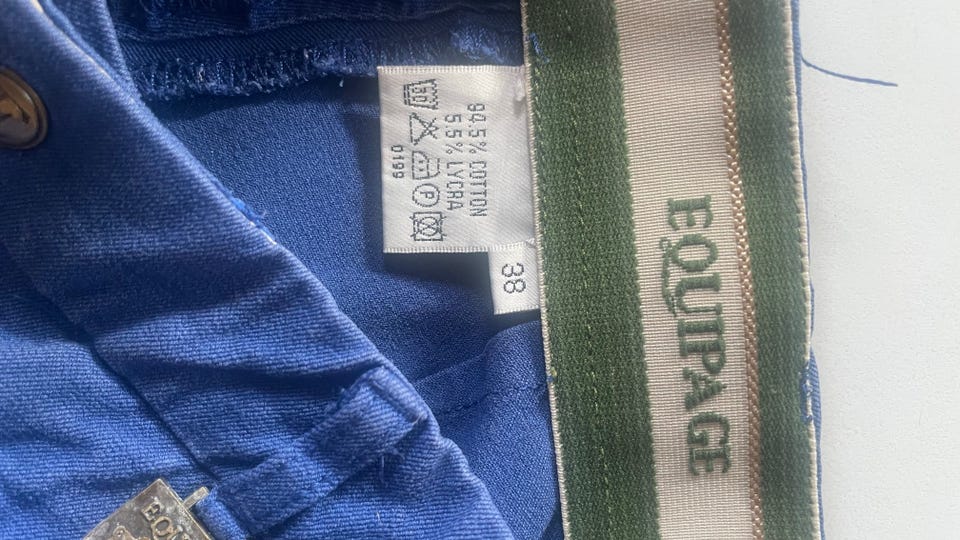 94.5% COTTON
5.5% LYCRA
0199
38
EQUIPAGE